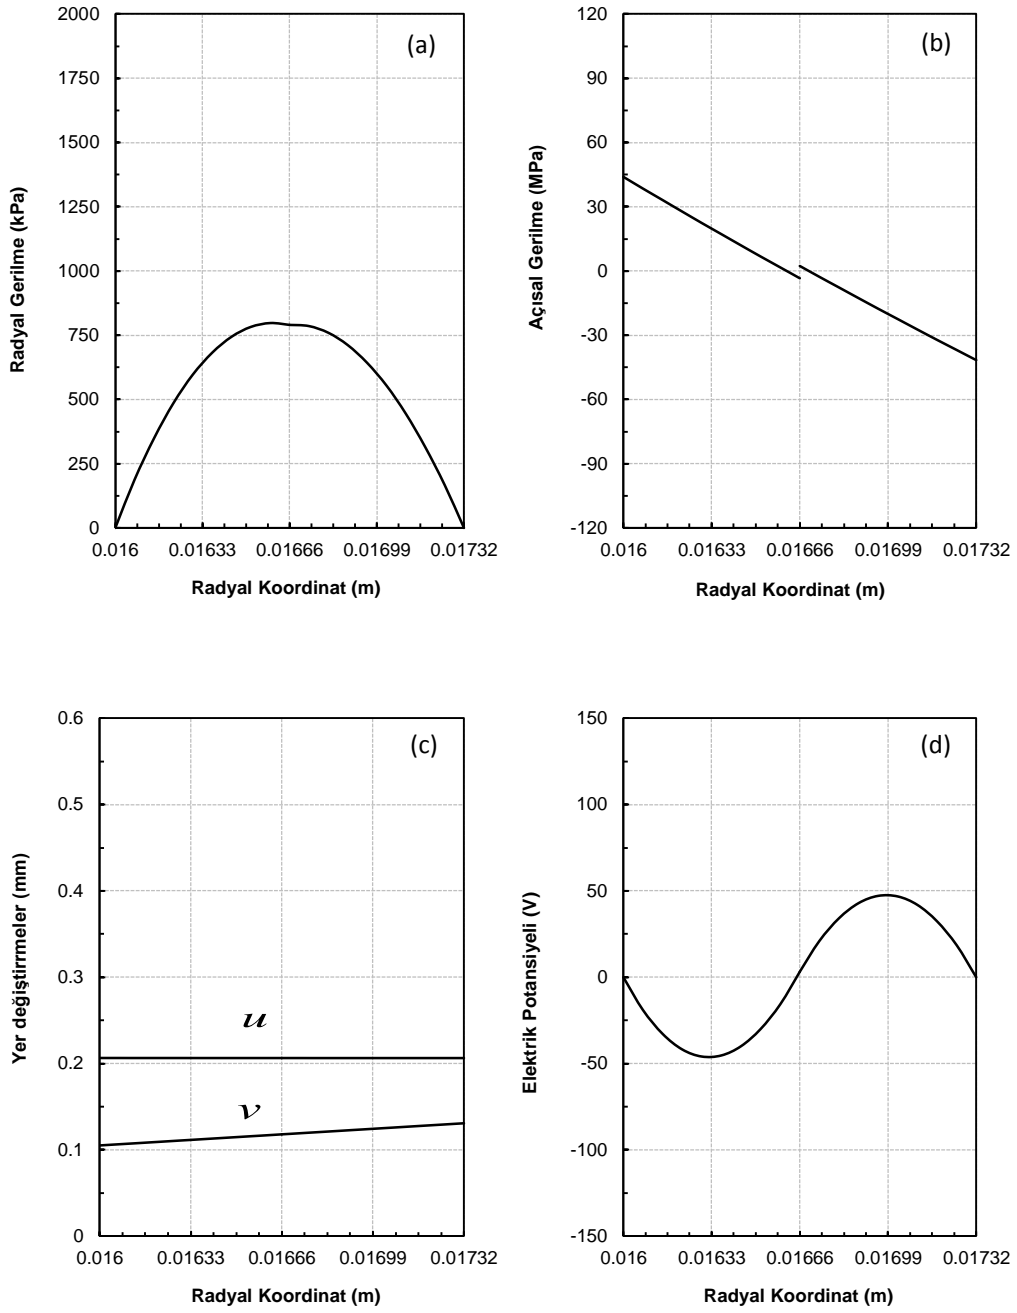 (a)
Radyal Gerilme (kPa)
2000
1750
1500
1250
1000
750
500
250
0
0.016 0.01633 0.01666 0.01699 0.01732
Radyal Koordinat (m)
(b)
Açısal Gerilme (MPa)
120
90
60
30
0
-30
-60
-90
-120
0.016 0.01633 0.01666 0.01699 0.01732
Radyal Koordinat (m)
(c)
Yer değiştirrmeler (mm)
0.6
0.5
0.4
0.3
0.2
0.1
0
u
v
0.016 0.01633 0.01666 0.01699 0.01732
Radyal Koordinat (m)
(d)
Elektrik Potansiyeli (V)
150
100
50
0
-50
-100
-150
0.016 0.01633 0.01666 0.01699 0.01732
Radyal Koordinat (m)